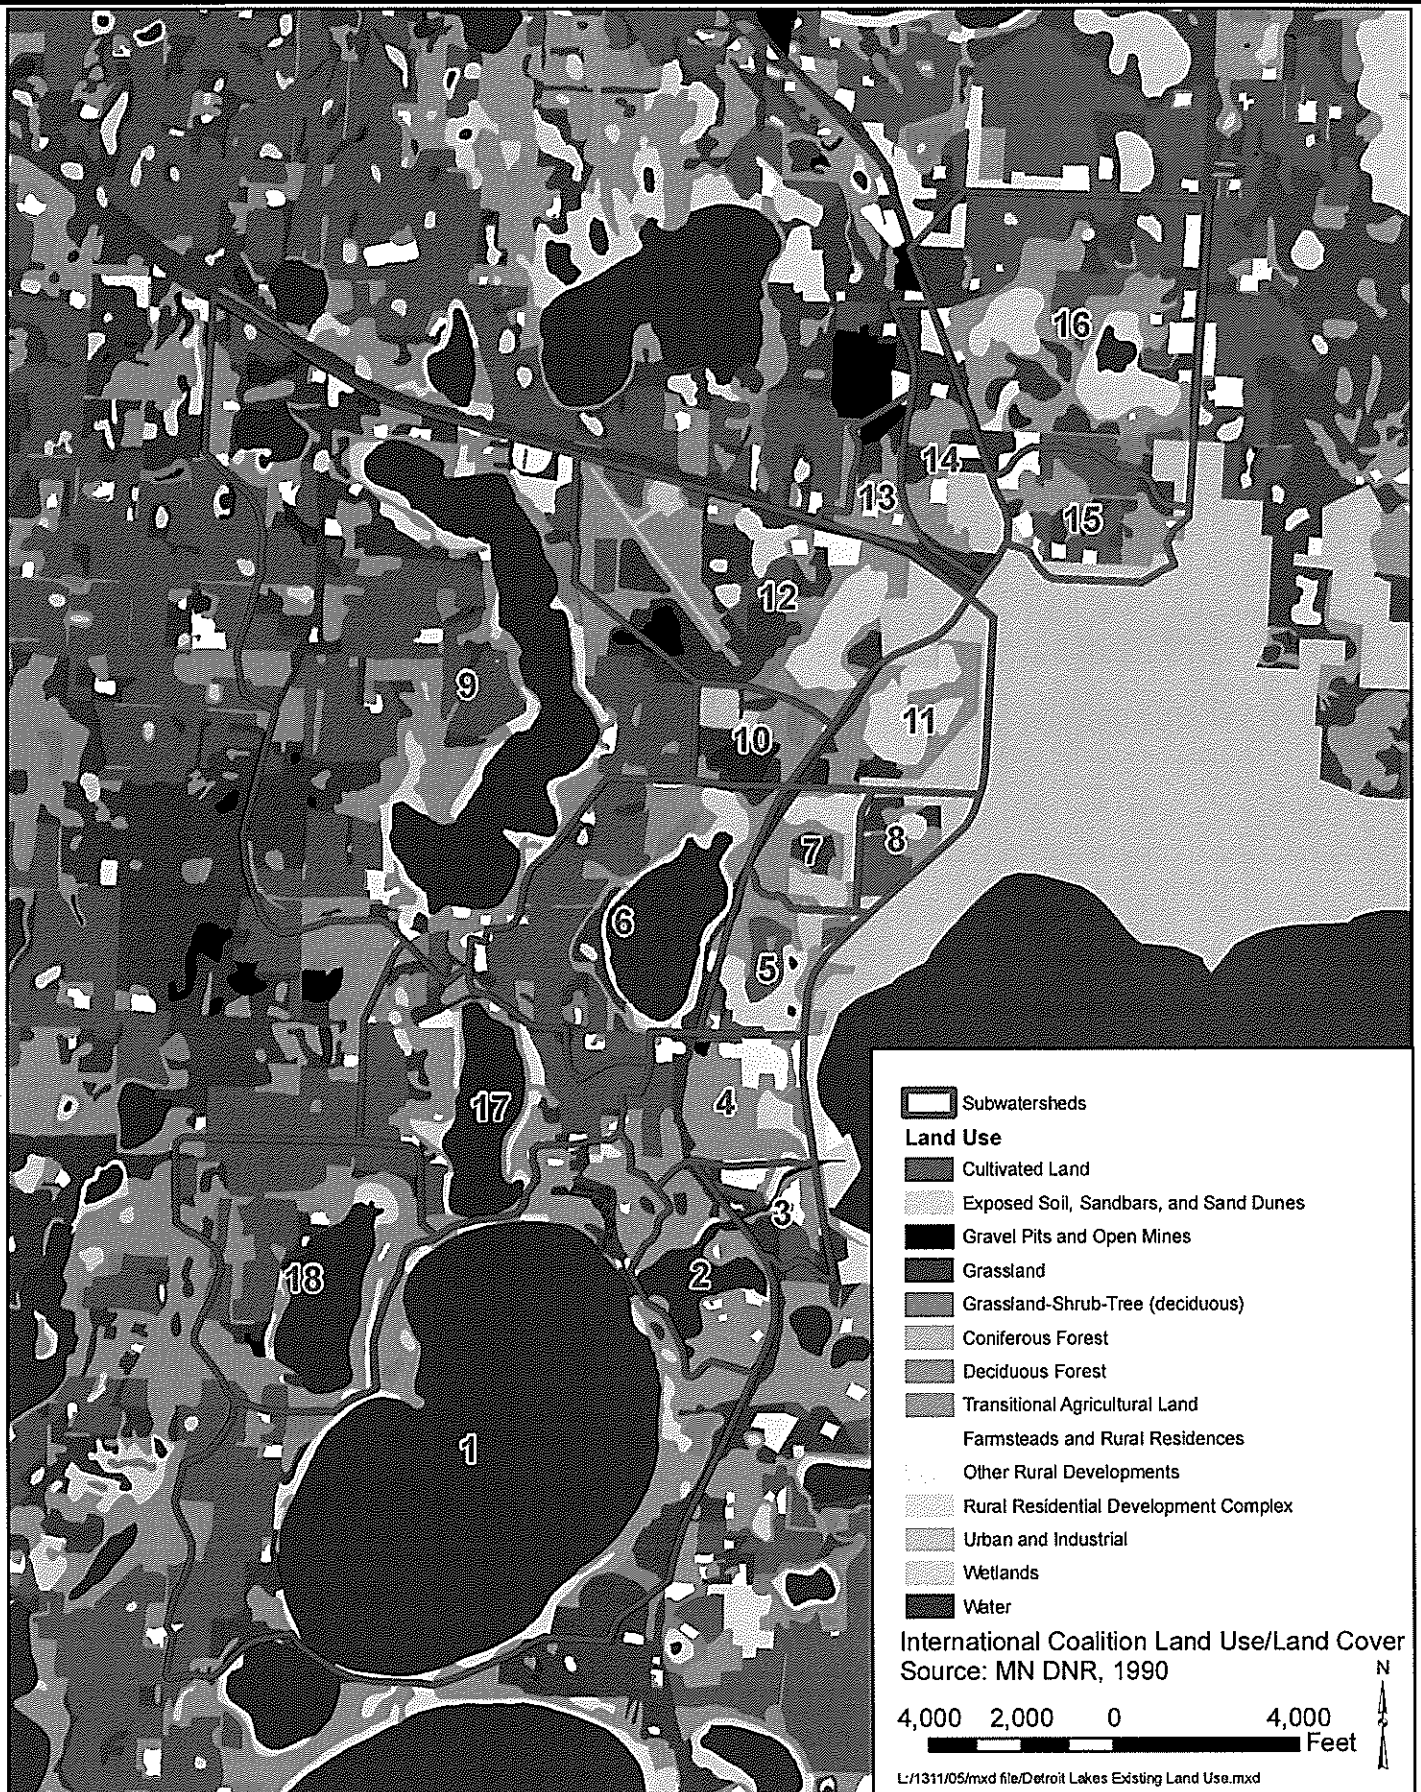 16
14
13
15
12
9
11
10
8
7
6
5
17
4
3
2
18
1
Subwatersheds
Land Use
Cultivated Land
Exposed Soil, Sandbars, and Sand Dunes
Gravel Pits and Open Mines
Grassland
Grassland-Shrub-Tree (deciduous)
Coniferous Forest
Deciduous Forest
Transitional Agricultural Land
Farmsteads and Rural Residences
Other Rural Developments
Rural Residential Development Complex
Urban and Industrial
Wetlands
Water
International Coalition Land Use/Land Cover
Source: MN DNR, 1990
N
4,000 2,000 0 4,000
Feet
L:/1311/05/mxd file/Detroit Lakes Existing Land Use.mxd